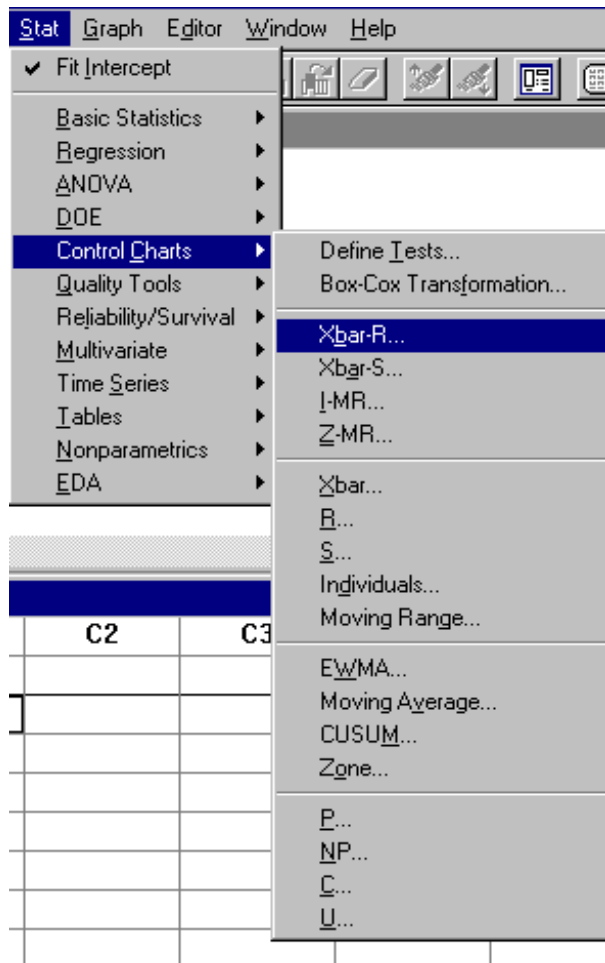 Stat Graph Editor Window Help
✔ Fit Intercept
Basic Statistics
Regression
ANOVA
DOE
Control Charts
Quality Tools
Reliability/Survival
Multivariate
Time Series
Tables
Nonparametrics
EDA
Define Tests...
Box-Cox Transformation...
Xbar-R...
Xbar-S...
I-MR...
Z-MR...
Xbar...
R...
S...
Individuals...
Moving Range...
EWMA...
Moving Average...
CUSUM...
Zone...
P...
NP...
C...
U...
C2 C3